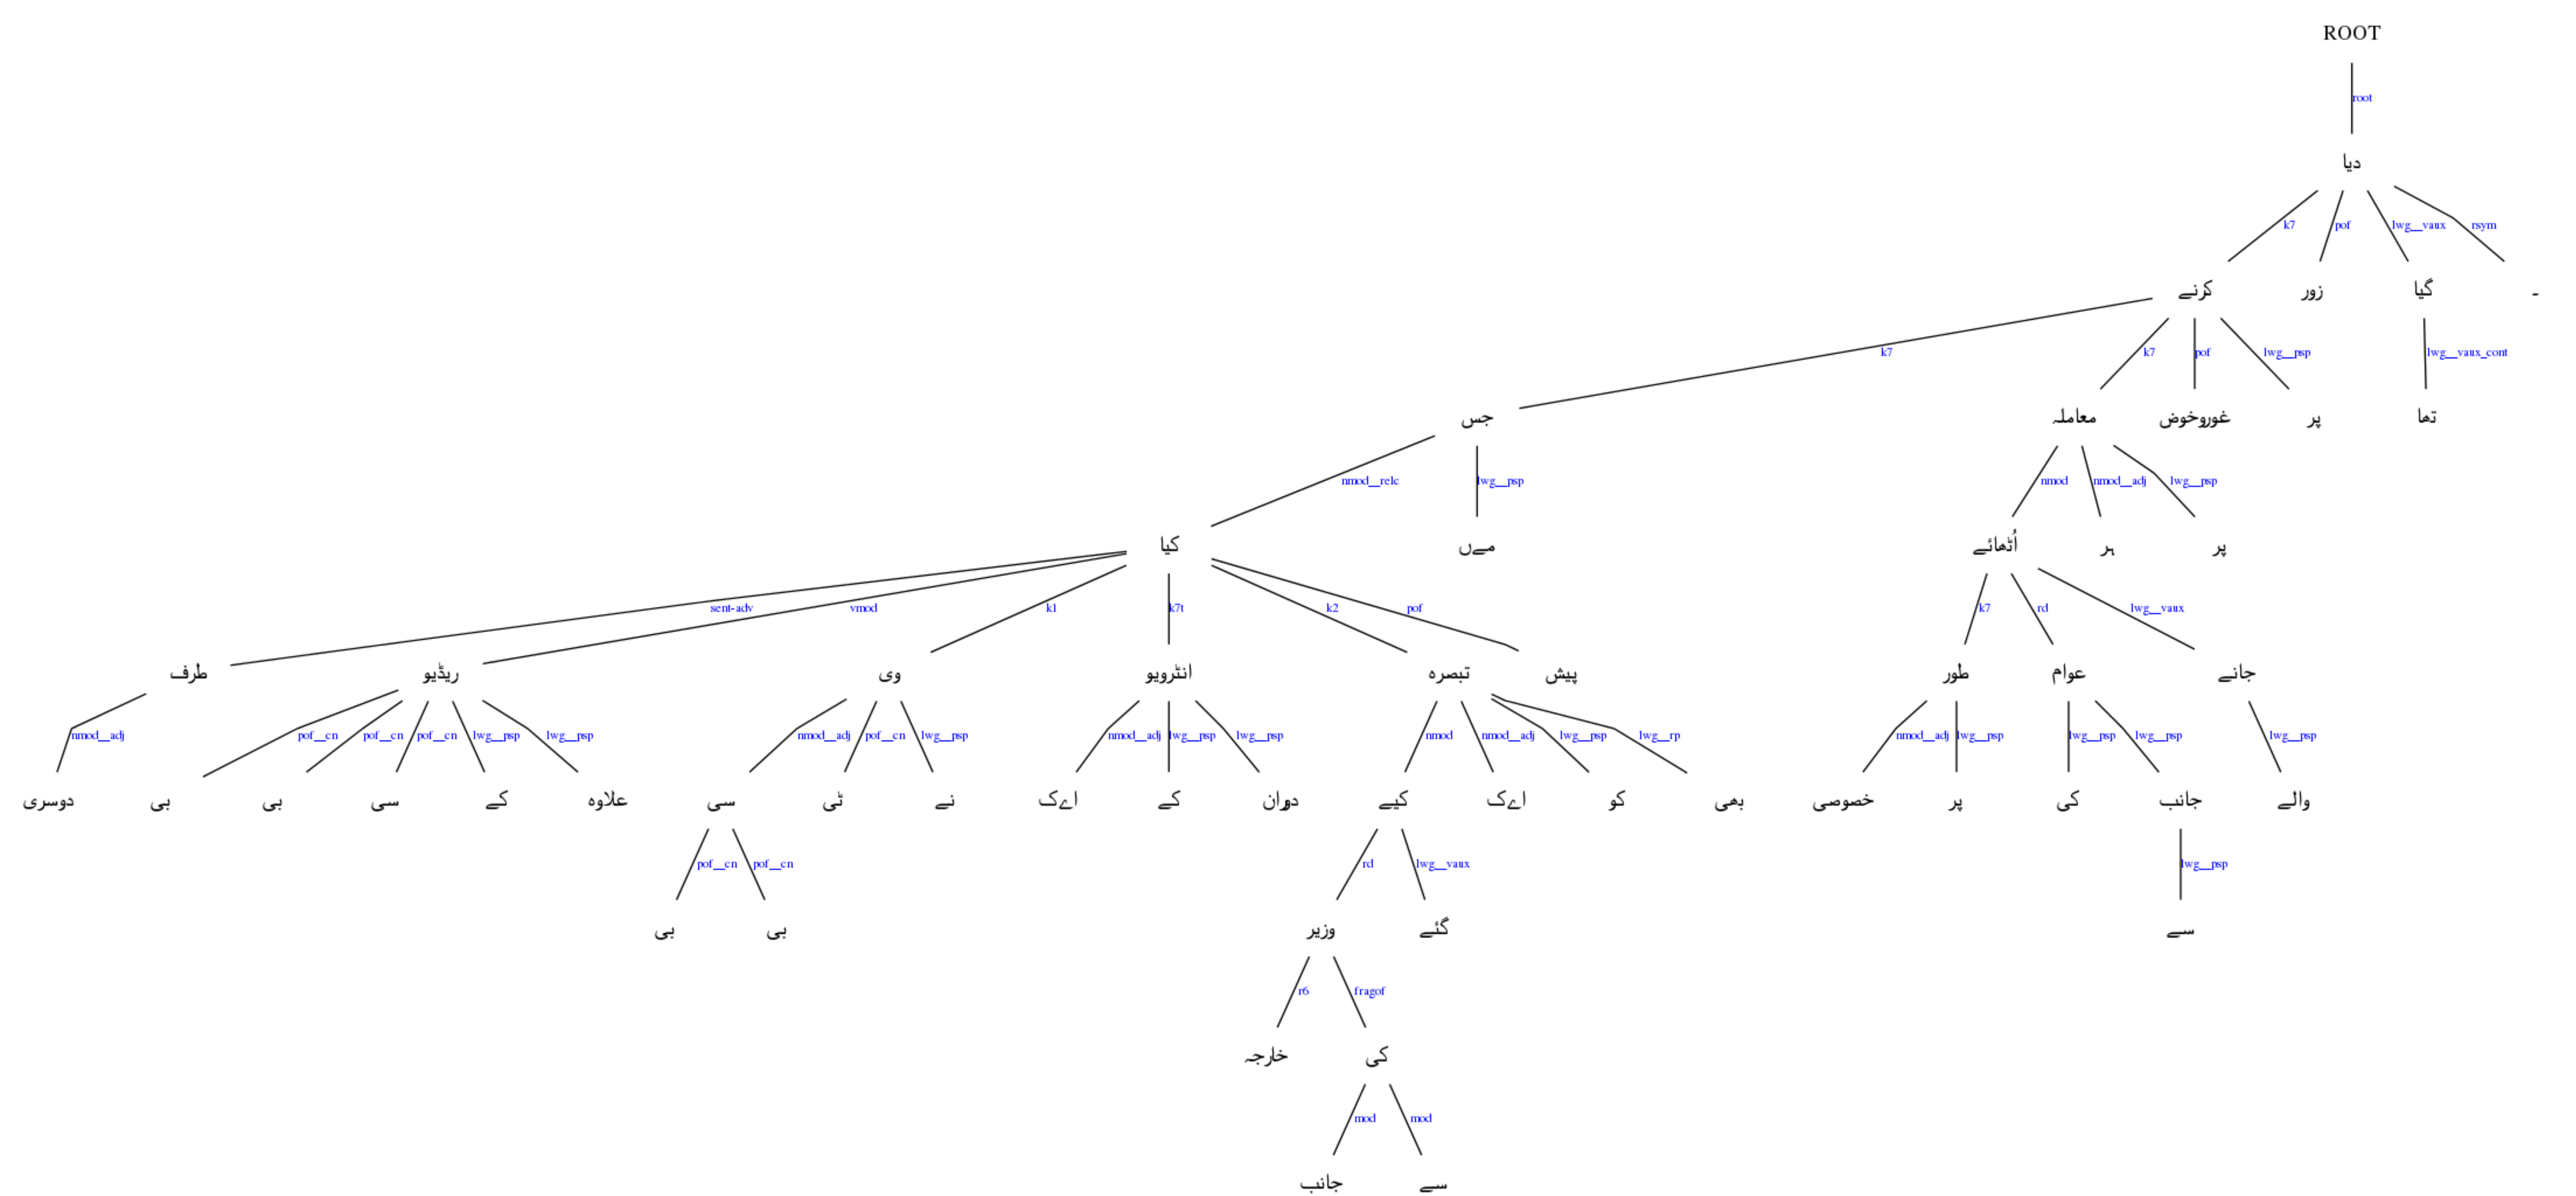 ROOT
root
دیا
k7 pof lwg__vaux rsym
کرنے زور گیا ۔
k7 k7 pof lwg__psp lwg__vaux_cont
جس معاملہ غوروخوض پر تھا
nmod__relc lwg__psp nmod nmod__adj lwg__psp
کیا مےں اُٹھائے ہر پر
sent-adv vmod k1 k7t k2 pof k7 rd lwg__vaux
طرف ریڈیو وی انٹرویو تبصرہ پیش طور عوام جانے
nmod__adj pof__cn pof__cn pof__cn lwg__psp lwg__psp nmod__adj pof__cn lwg__psp nmod__adj lwg__psp lwg__psp nmod nmod__adj lwg__psp lwg__rp nmod__adj lwg__psp lwg__psp lwg__psp lwg__psp
دوسری بی بی سی کے علاوہ سی ٹی نے اےک کے دوران کیے اےک کو بھی خصوصی پر کی جانب والے
pof__cn pof__cn rd lwg__vaux lwg__psp
بی بی وزیر گئے سے
r6 fragof
خارجہ کی
mod mod
جانب سے